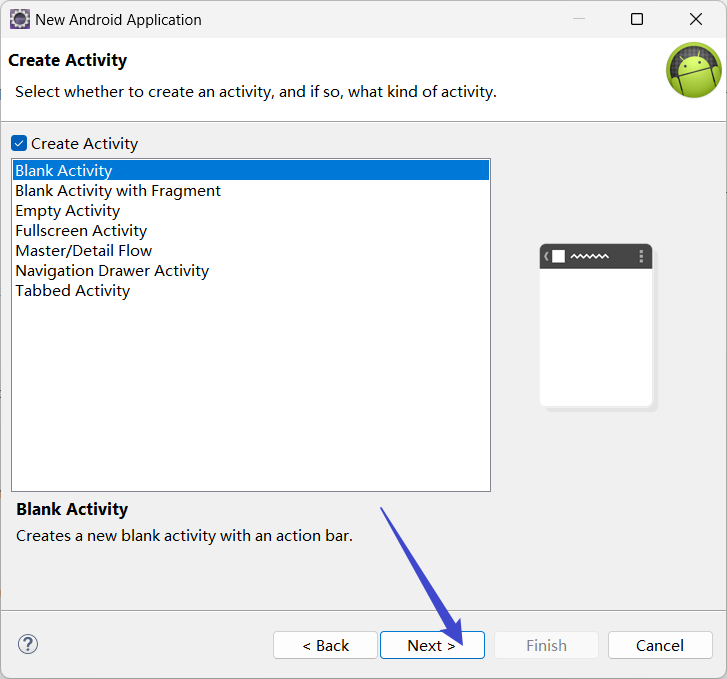 New Android Application
Create Activity
Select whether to create an activity, and if so, what kind of activity.
Create Activity
Blank Activity
Blank Activity with Fragment
Empty Activity
Fullscreen Activity
Master/Detail Flow
Navigation Drawer Activity
Tabbed Activity
Blank Activity
Creates a new blank activity with an action bar.
? < Back Next > Finish Cancel